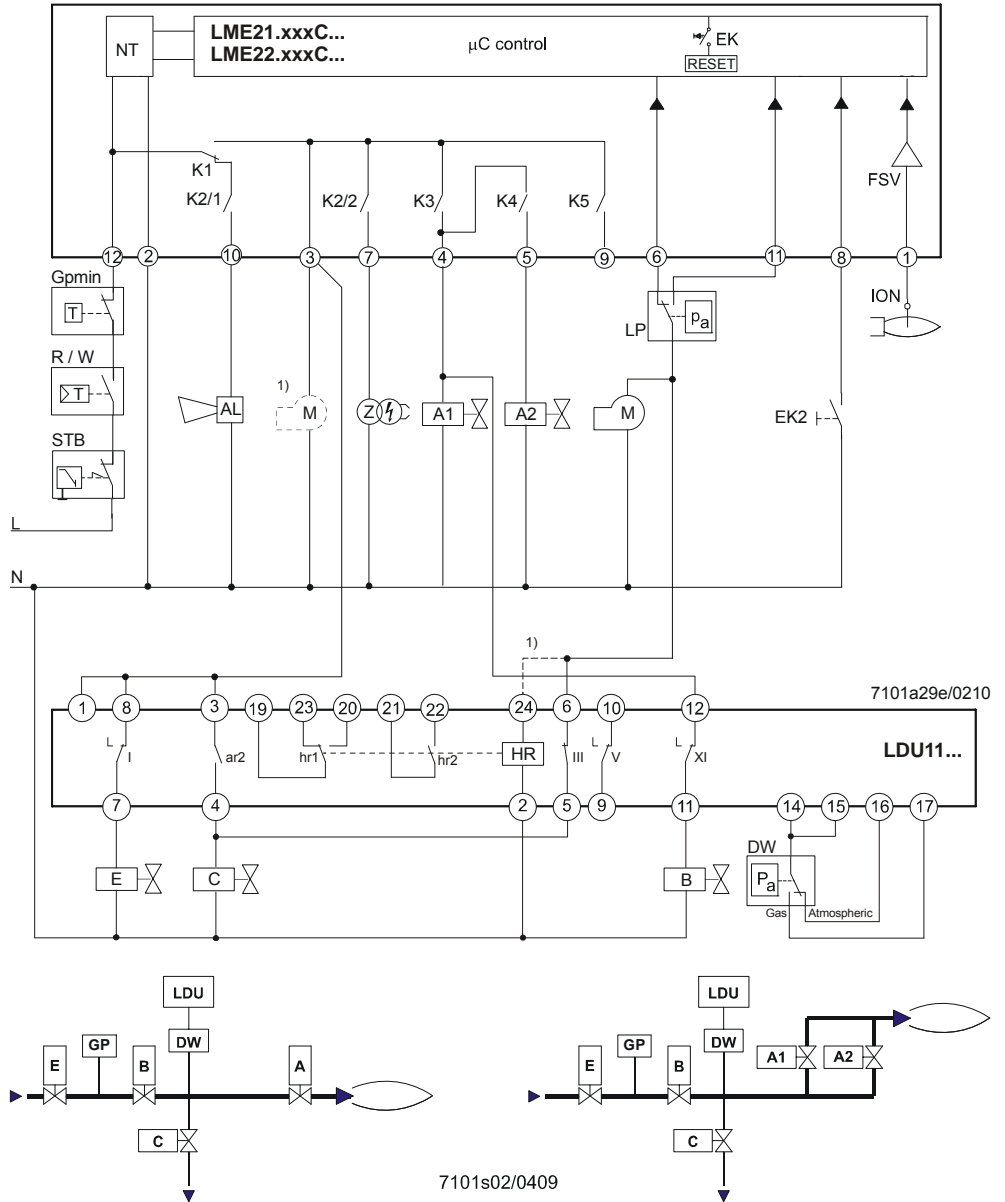 LME21.xxxC...
LME22.xxxC...
NT
µC control
EK
RESET
FSV
K1
K2/1
K2/2
K3
K4
K5
12
2
10
3
7
4
5
9
6
11
8
1
Gpmin
T
R / W
T
STB
L
N
AL
1)
M
Z
A1
A2
LP
pa
M
EK2
ION
1)
7101a29e/0210
1
8
3
19
23
20
21
22
24
6
10
12
LDU11...
I
ar2
hr1
hr2
HR
III
V
XI
7
4
2
5
9
11
14
15
16
17
E
C
B
DW
Pa
Gas
Atmospheric
LDU
DW
E
GP
B
A
C
LDU
DW
E
GP
B
A1
A2
C
7101s02/0409